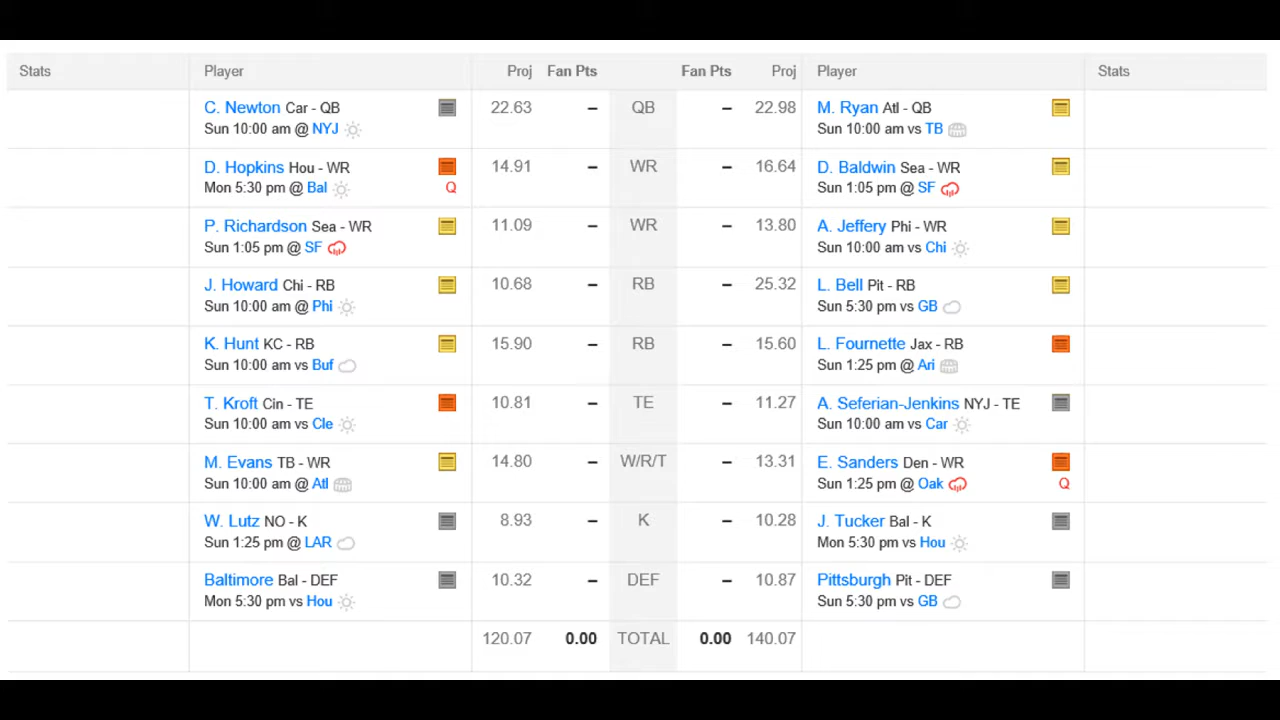 Stats Player Proj Fan Pts Fan Pts Proj Player Stats
C. Newton Car - QB 22.63 – QB – 22.98 M. Ryan Atl - QB
Sun 10:00 am @ NYJ Sun 10:00 am vs TB
D. Hopkins Hou - WR 14.91 – WR – 16.64 D. Baldwin Sea - WR
Mon 5:30 pm @ Bal Q Sun 1:05 pm @ SF
P. Richardson Sea - WR 11.09 – WR – 13.80 A. Jeffery Phi - WR
Sun 1:05 pm @ SF Sun 10:00 am vs Chi
J. Howard Chi - RB 10.68 – RB – 25.32 L. Bell Pit - RB
Sun 10:00 am @ Phi Sun 5:30 pm vs GB
K. Hunt KC - RB 15.90 – RB – 15.60 L. Fournette Jax - RB
Sun 10:00 am vs Buf Sun 1:25 pm @ Ari
T. Kroft Cin - TE 10.81 – TE – 11.27 A. Seferian-Jenkins NYJ - TE
Sun 10:00 am vs Cle Sun 10:00 am vs Car
M. Evans TB - WR 14.80 – W/R/T – 13.31 E. Sanders Den - WR
Sun 10:00 am @ Atl Sun 1:25 pm @ Oak Q
W. Lutz NO - K 8.93 – K – 10.28 J. Tucker Bal - K
Sun 1:25 pm @ LAR Mon 5:30 pm vs Hou
Baltimore Bal - DEF 10.32 – DEF – 10.87 Pittsburgh Pit - DEF
Mon 5:30 pm vs Hou Sun 5:30 pm vs GB
120.07 0.00 TOTAL 0.00 140.07